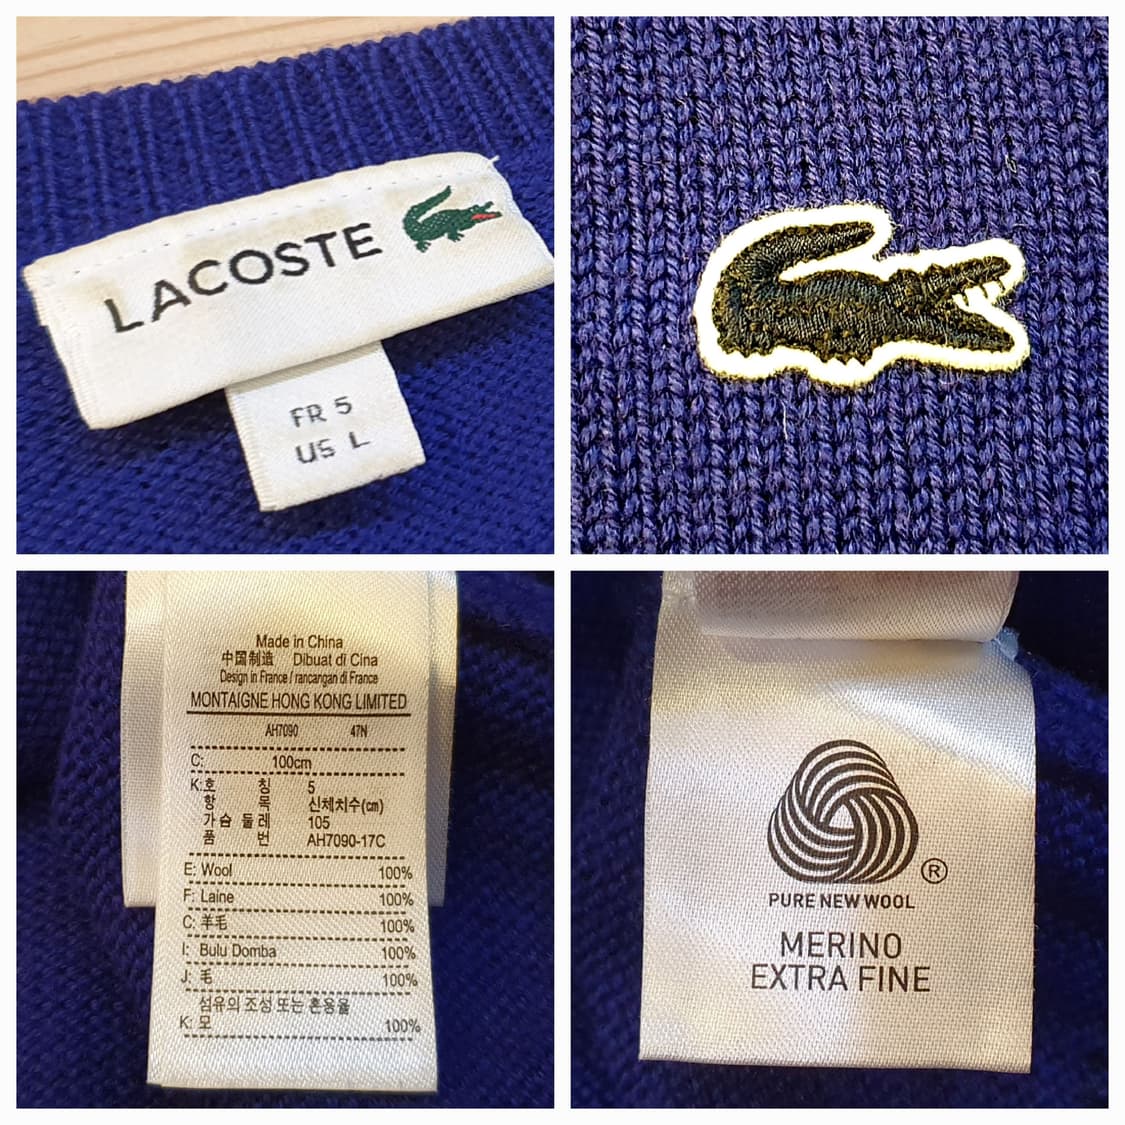 LACOSTE
FR 5
US L
Made in China
中国制造 Dibuat di Cina
Design in France / rancangan di France
MONTAIGNE HONG KONG LIMITED
AH7090 47N
C: 100cm
K: 호 칭 5
항 목 신체치수(cm)
가슴 둘레 105
품 번 AH7090-17C
E: Wool 100%
F: Laine 100%
C: 羊毛 100%
I: Bulu Domba 100%
J: 毛 100%
섬유의 조성 또는 혼용율
K: 모 100%
®
PURE NEW WOOL
MERINO
EXTRA FINE